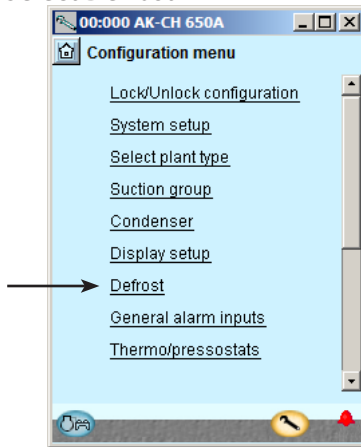 00:000 AK-CH 650A
Configuration menu
Lock/Unlock configuration
System setup
Select plant type
Suction group
Condenser
Display setup
Defrost
General alarm inputs
Thermo/pressostats